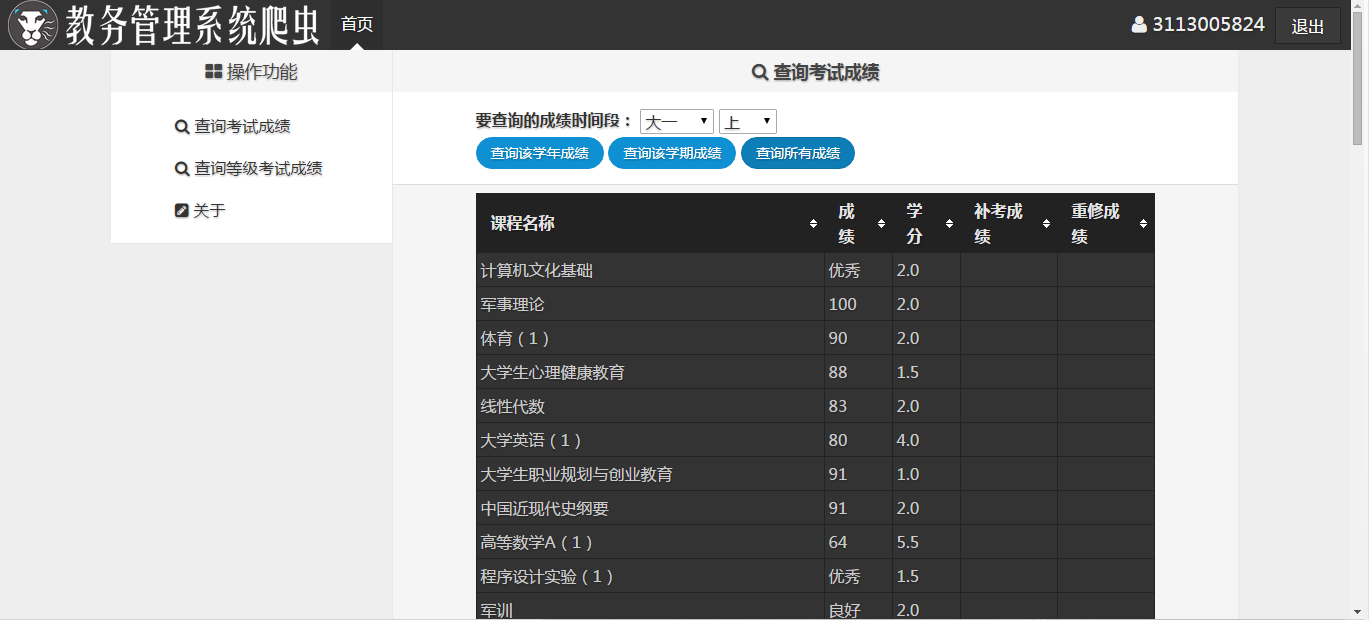 教务管理系统爬虫 首页 3113005824 退出
操作功能
查询考试成绩
查询等级考试成绩
关于
查询考试成绩
要查询的成绩时间段： 大一 上
查询该学年成绩 查询该学期成绩 查询所有成绩
课程名称 成绩 学分 补考成绩 重修成绩
计算机文化基础 优秀 2.0
军事理论 100 2.0
体育（1） 90 2.0
大学生心理健康教育 88 1.5
线性代数 83 2.0
大学英语（1） 80 4.0
大学生职业规划与创业教育 91 1.0
中国近现代史纲要 91 2.0
高等数学A（1） 64 5.5
程序设计实验（1） 优秀 1.5
军训 良好 2.0